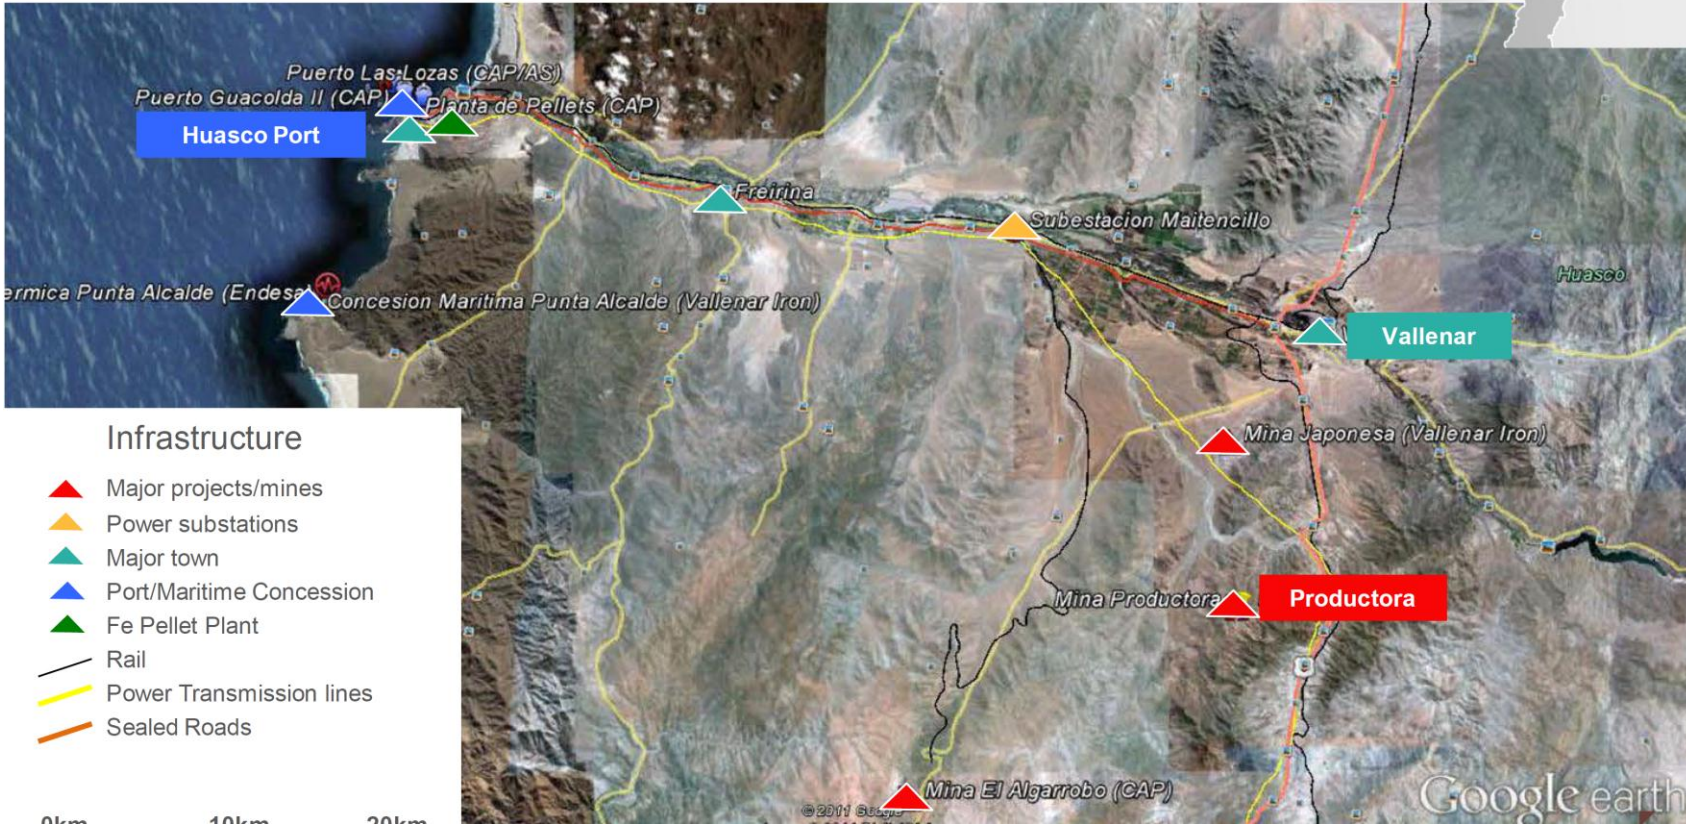 Puerto Las Lozas (CAP/AS)
Puerto Guacolda II (CAP)
Planta de Pellets (CAP)
Huasco Port
Freirina
Subestacion Maitencillo
Huasco
ermica Punta Alcalde (Endesa)
Concesion Maritima Punta Alcalde (Vallenar Iron)
Vallenar
Mina Japonesa (Vallenar Iron)
Infrastructure
Major projects/mines
Power substations
Major town
Port/Maritime Concession
Fe Pellet Plant
Rail
Power Transmission lines
Sealed Roads
Mina Productora
Productora
Mina El Algarrobo (CAP)
© 2011 Google
Google earth
0km 10km 20km